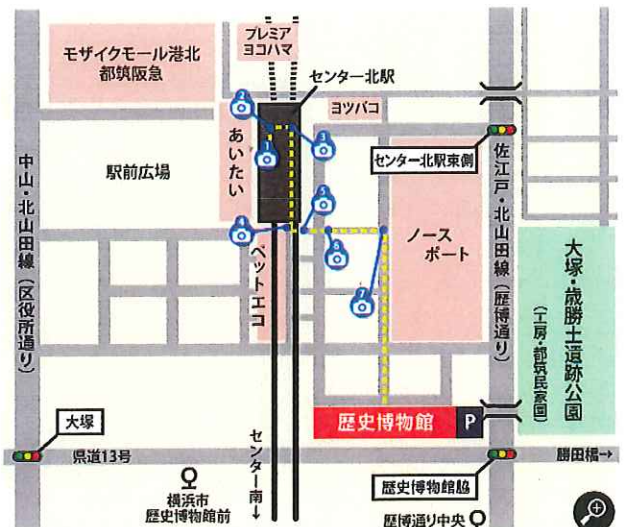 プレミア
ヨコハマ
モザイクモール港北
都筑阪急
センター北駅
2
ヨツバコ
あいたい
1
3
センター北駅東側
駅前広場
中山・北山田線(区役所通り)
佐江戸・北山田線(歴博通り)
4
5
6
ノース
ポート
ペットエコ
7
大塚・歳勝土遺跡公園
(工房・都筑民家園)
歴史博物館
P
大塚
県道13号
センター南→
勝田橋→
横浜市
歴史博物館前
歴史博物館脇
歴博通り中央